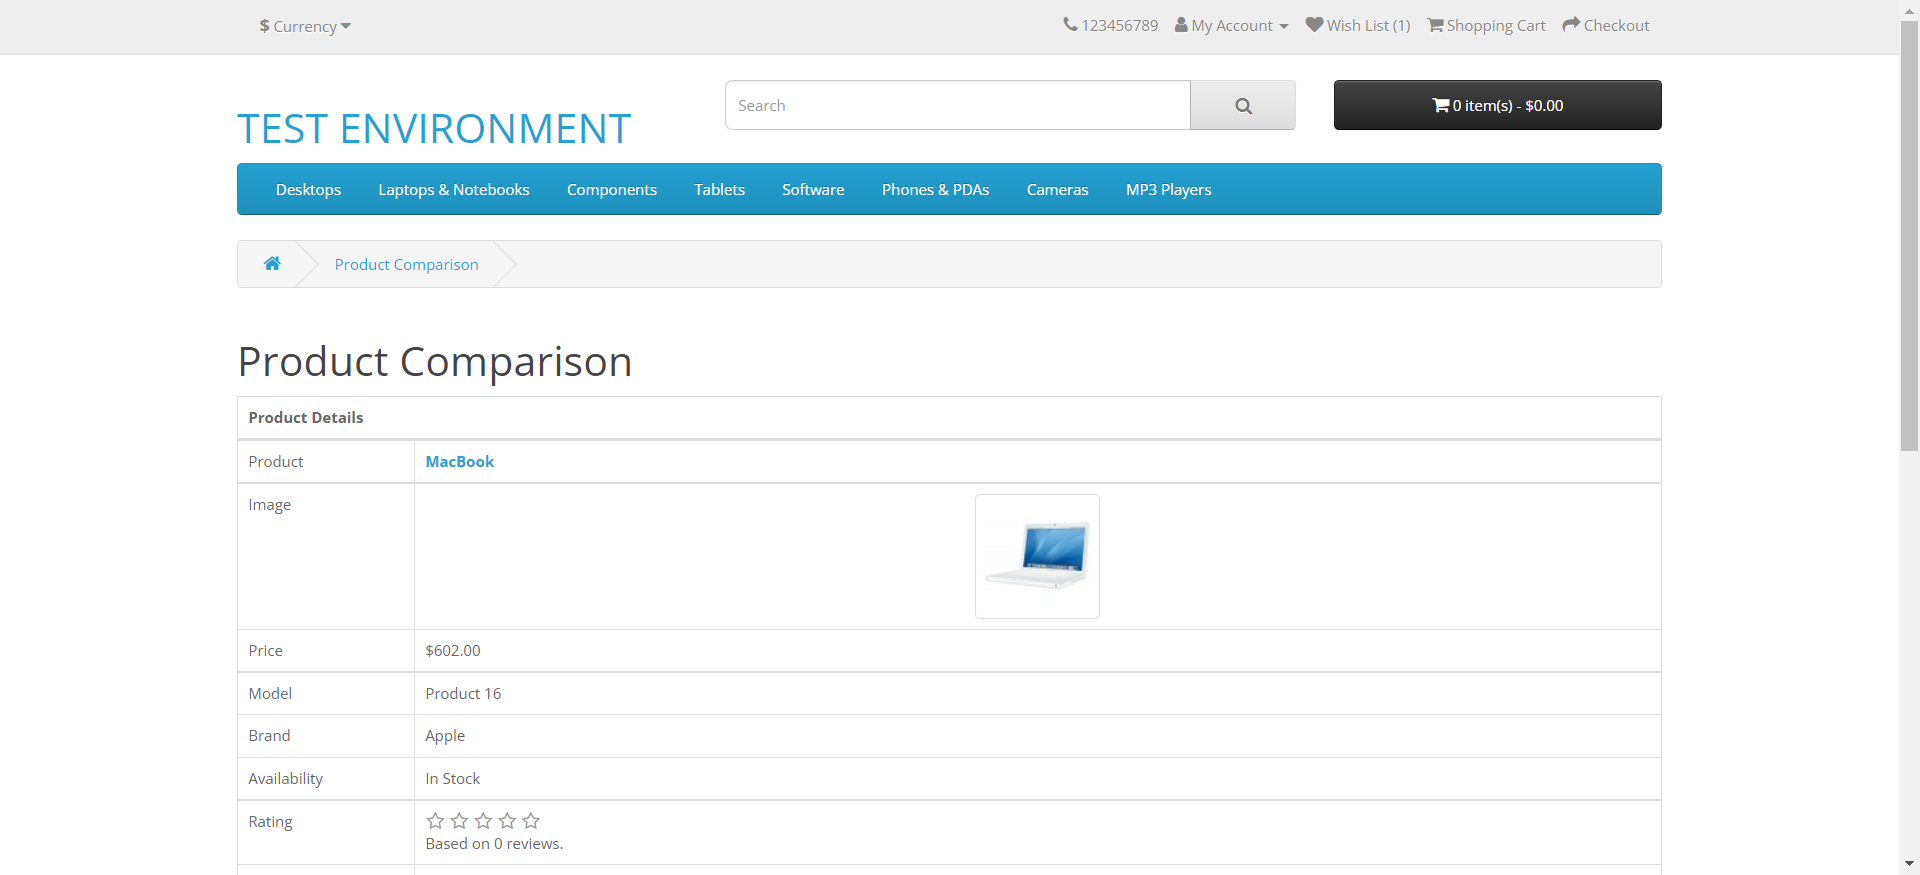 $ Currency
123456789 My Account Wish List (1) Shopping Cart Checkout
TEST ENVIRONMENT
Search
0 item(s) - $0.00
Desktops Laptops & Notebooks Components Tablets Software Phones & PDAs Cameras MP3 Players
Product Comparison
Product Comparison
Product Details
Product MacBook
Image
Price $602.00
Model Product 16
Brand Apple
Availability In Stock
Rating
Based on 0 reviews.